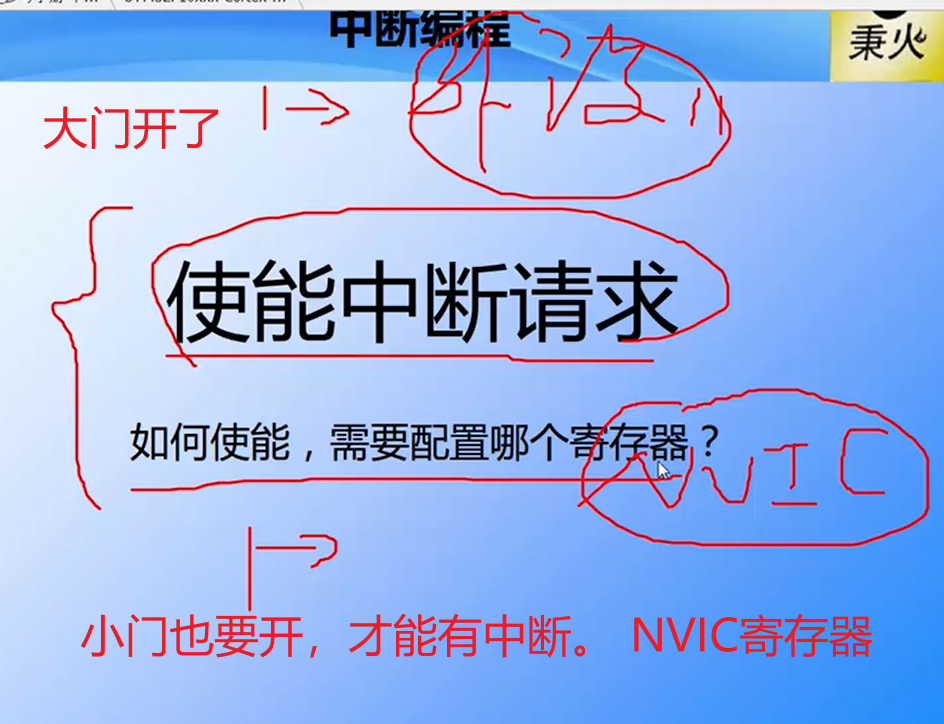 中断编程
秉火
大门开了
外设
使能中断请求
如何使能，需要配置哪个寄存器？
NVIC
小门也要开，才能有中断。 NVIC寄存器